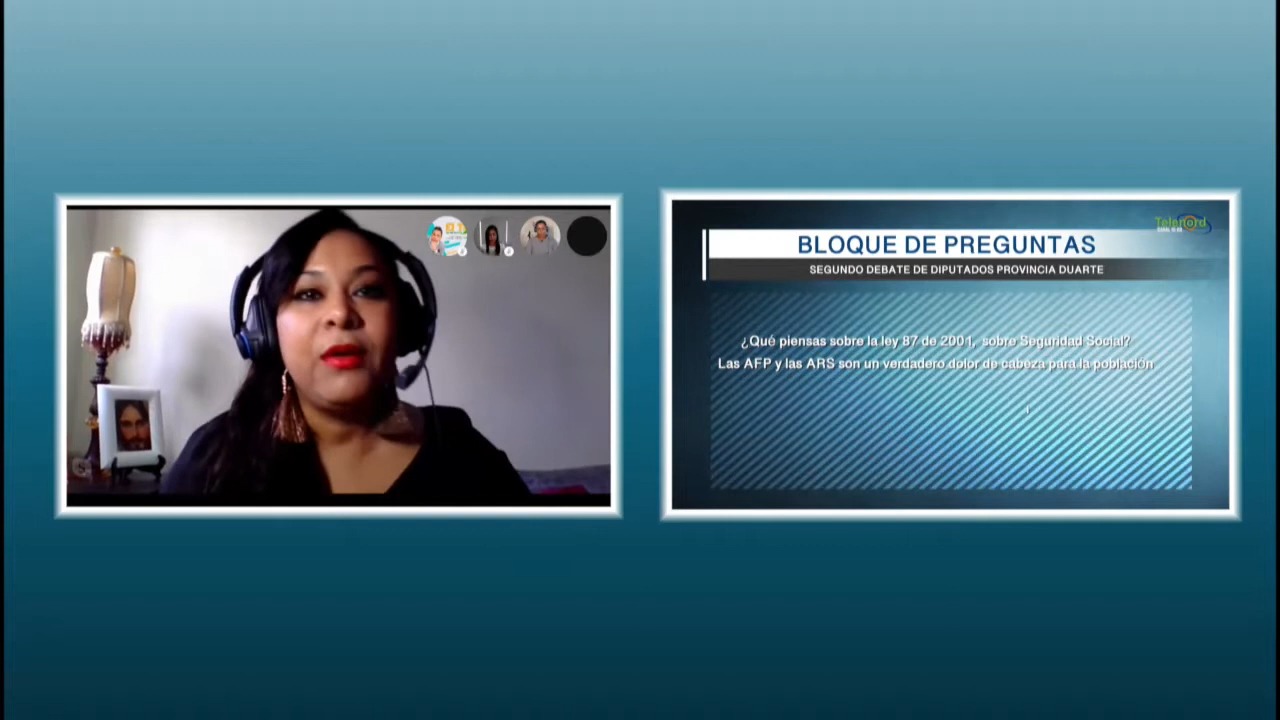 Telenord
BLOQUE DE PREGUNTAS
SEGUNDO DEBATE DE DIPUTADOS PROVINCIA DUARTE
¿Qué piensas sobre la ley 87 de 2001, sobre Seguridad Social?
Las AFP y las ARS son un verdadero dolor de cabeza para la población